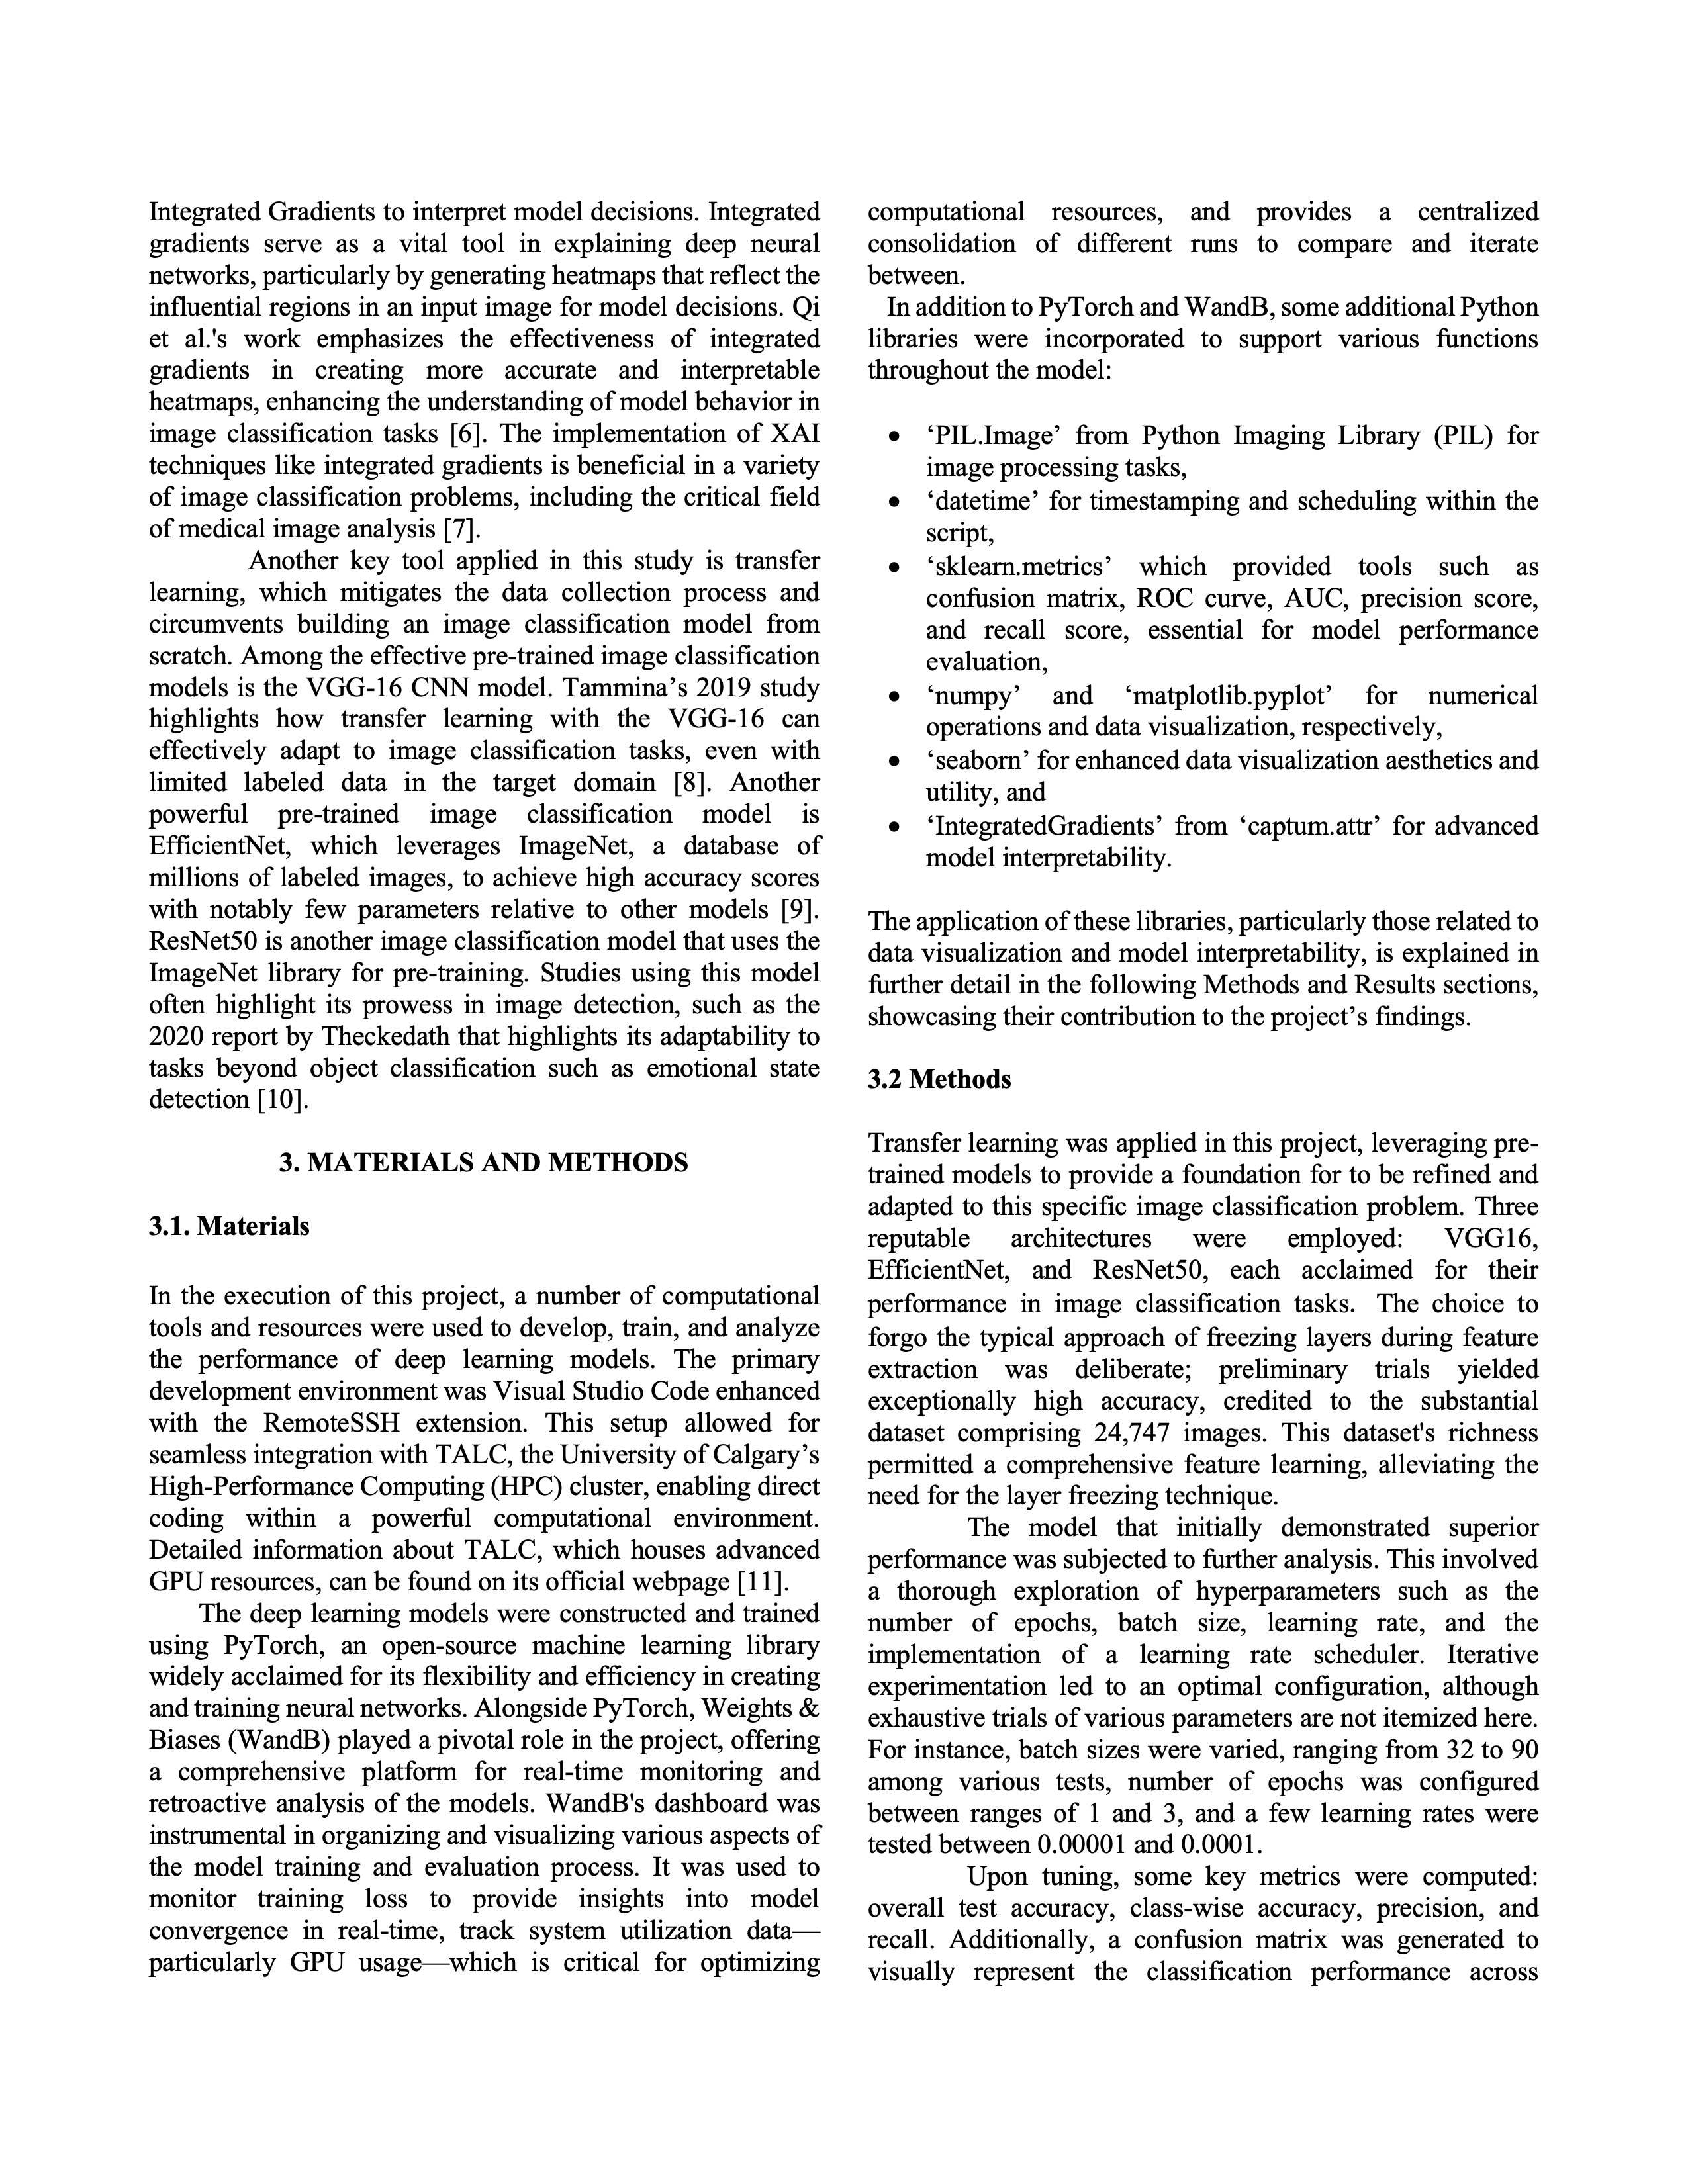 Integrated Gradients to interpret model decisions. Integrated
gradients serve as a vital tool in explaining deep neural
networks, particularly by generating heatmaps that reflect the
influential regions in an input image for model decisions. Qi
et al.'s work emphasizes the effectiveness of integrated
gradients in creating more accurate and interpretable
heatmaps, enhancing the understanding of model behavior in
image classification tasks [6]. The implementation of XAI
techniques like integrated gradients is beneficial in a variety
of image classification problems, including the critical field
of medical image analysis [7].
Another key tool applied in this study is transfer
learning, which mitigates the data collection process and
circumvents building an image classification model from
scratch. Among the effective pre-trained image classification
models is the VGG-16 CNN model. Tammina’s 2019 study
highlights how transfer learning with the VGG-16 can
effectively adapt to image classification tasks, even with
limited labeled data in the target domain [8]. Another
powerful pre-trained image classification model is
EfficientNet, which leverages ImageNet, a database of
millions of labeled images, to achieve high accuracy scores
with notably few parameters relative to other models [9].
ResNet50 is another image classification model that uses the
ImageNet library for pre-training. Studies using this model
often highlight its prowess in image detection, such as the
2020 report by Theckedath that highlights its adaptability to
tasks beyond object classification such as emotional state
detection [10].
3. MATERIALS AND METHODS
3.1. Materials
In the execution of this project, a number of computational
tools and resources were used to develop, train, and analyze
the performance of deep learning models. The primary
development environment was Visual Studio Code enhanced
with the RemoteSSH extension. This setup allowed for
seamless integration with TALC, the University of Calgary’s
High-Performance Computing (HPC) cluster, enabling direct
coding within a powerful computational environment.
Detailed information about TALC, which houses advanced
GPU resources, can be found on its official webpage [11].
The deep learning models were constructed and trained
using PyTorch, an open-source machine learning library
widely acclaimed for its flexibility and efficiency in creating
and training neural networks. Alongside PyTorch, Weights &
Biases (WandB) played a pivotal role in the project, offering
a comprehensive platform for real-time monitoring and
retroactive analysis of the models. WandB's dashboard was
instrumental in organizing and visualizing various aspects of
the model training and evaluation process. It was used to
monitor training loss to provide insights into model
convergence in real-time, track system utilization data—
particularly GPU usage—which is critical for optimizing
computational resources, and provides a centralized
consolidation of different runs to compare and iterate
between.
In addition to PyTorch and WandB, some additional Python
libraries were incorporated to support various functions
throughout the model:
• ‘PIL.Image’ from Python Imaging Library (PIL) for
image processing tasks,
• ‘datetime’ for timestamping and scheduling within the
script,
• ‘sklearn.metrics’ which provided tools such as
confusion matrix, ROC curve, AUC, precision score,
and recall score, essential for model performance
evaluation,
• ‘numpy’ and ‘matplotlib.pyplot’ for numerical
operations and data visualization, respectively,
• ‘seaborn’ for enhanced data visualization aesthetics and
utility, and
• ‘IntegratedGradients’ from ‘captum.attr’ for advanced
model interpretability.
The application of these libraries, particularly those related to
data visualization and model interpretability, is explained in
further detail in the following Methods and Results sections,
showcasing their contribution to the project’s findings.
3.2 Methods
Transfer learning was applied in this project, leveraging pre-
trained models to provide a foundation for to be refined and
adapted to this specific image classification problem. Three
reputable architectures were employed: VGG16,
EfficientNet, and ResNet50, each acclaimed for their
performance in image classification tasks. The choice to
forgo the typical approach of freezing layers during feature
extraction was deliberate; preliminary trials yielded
exceptionally high accuracy, credited to the substantial
dataset comprising 24,747 images. This dataset's richness
permitted a comprehensive feature learning, alleviating the
need for the layer freezing technique.
The model that initially demonstrated superior
performance was subjected to further analysis. This involved
a thorough exploration of hyperparameters such as the
number of epochs, batch size, learning rate, and the
implementation of a learning rate scheduler. Iterative
experimentation led to an optimal configuration, although
exhaustive trials of various parameters are not itemized here.
For instance, batch sizes were varied, ranging from 32 to 90
among various tests, number of epochs was configured
between ranges of 1 and 3, and a few learning rates were
tested between 0.00001 and 0.0001.
Upon tuning, some key metrics were computed:
overall test accuracy, class-wise accuracy, precision, and
recall. Additionally, a confusion matrix was generated to
visually represent the classification performance across